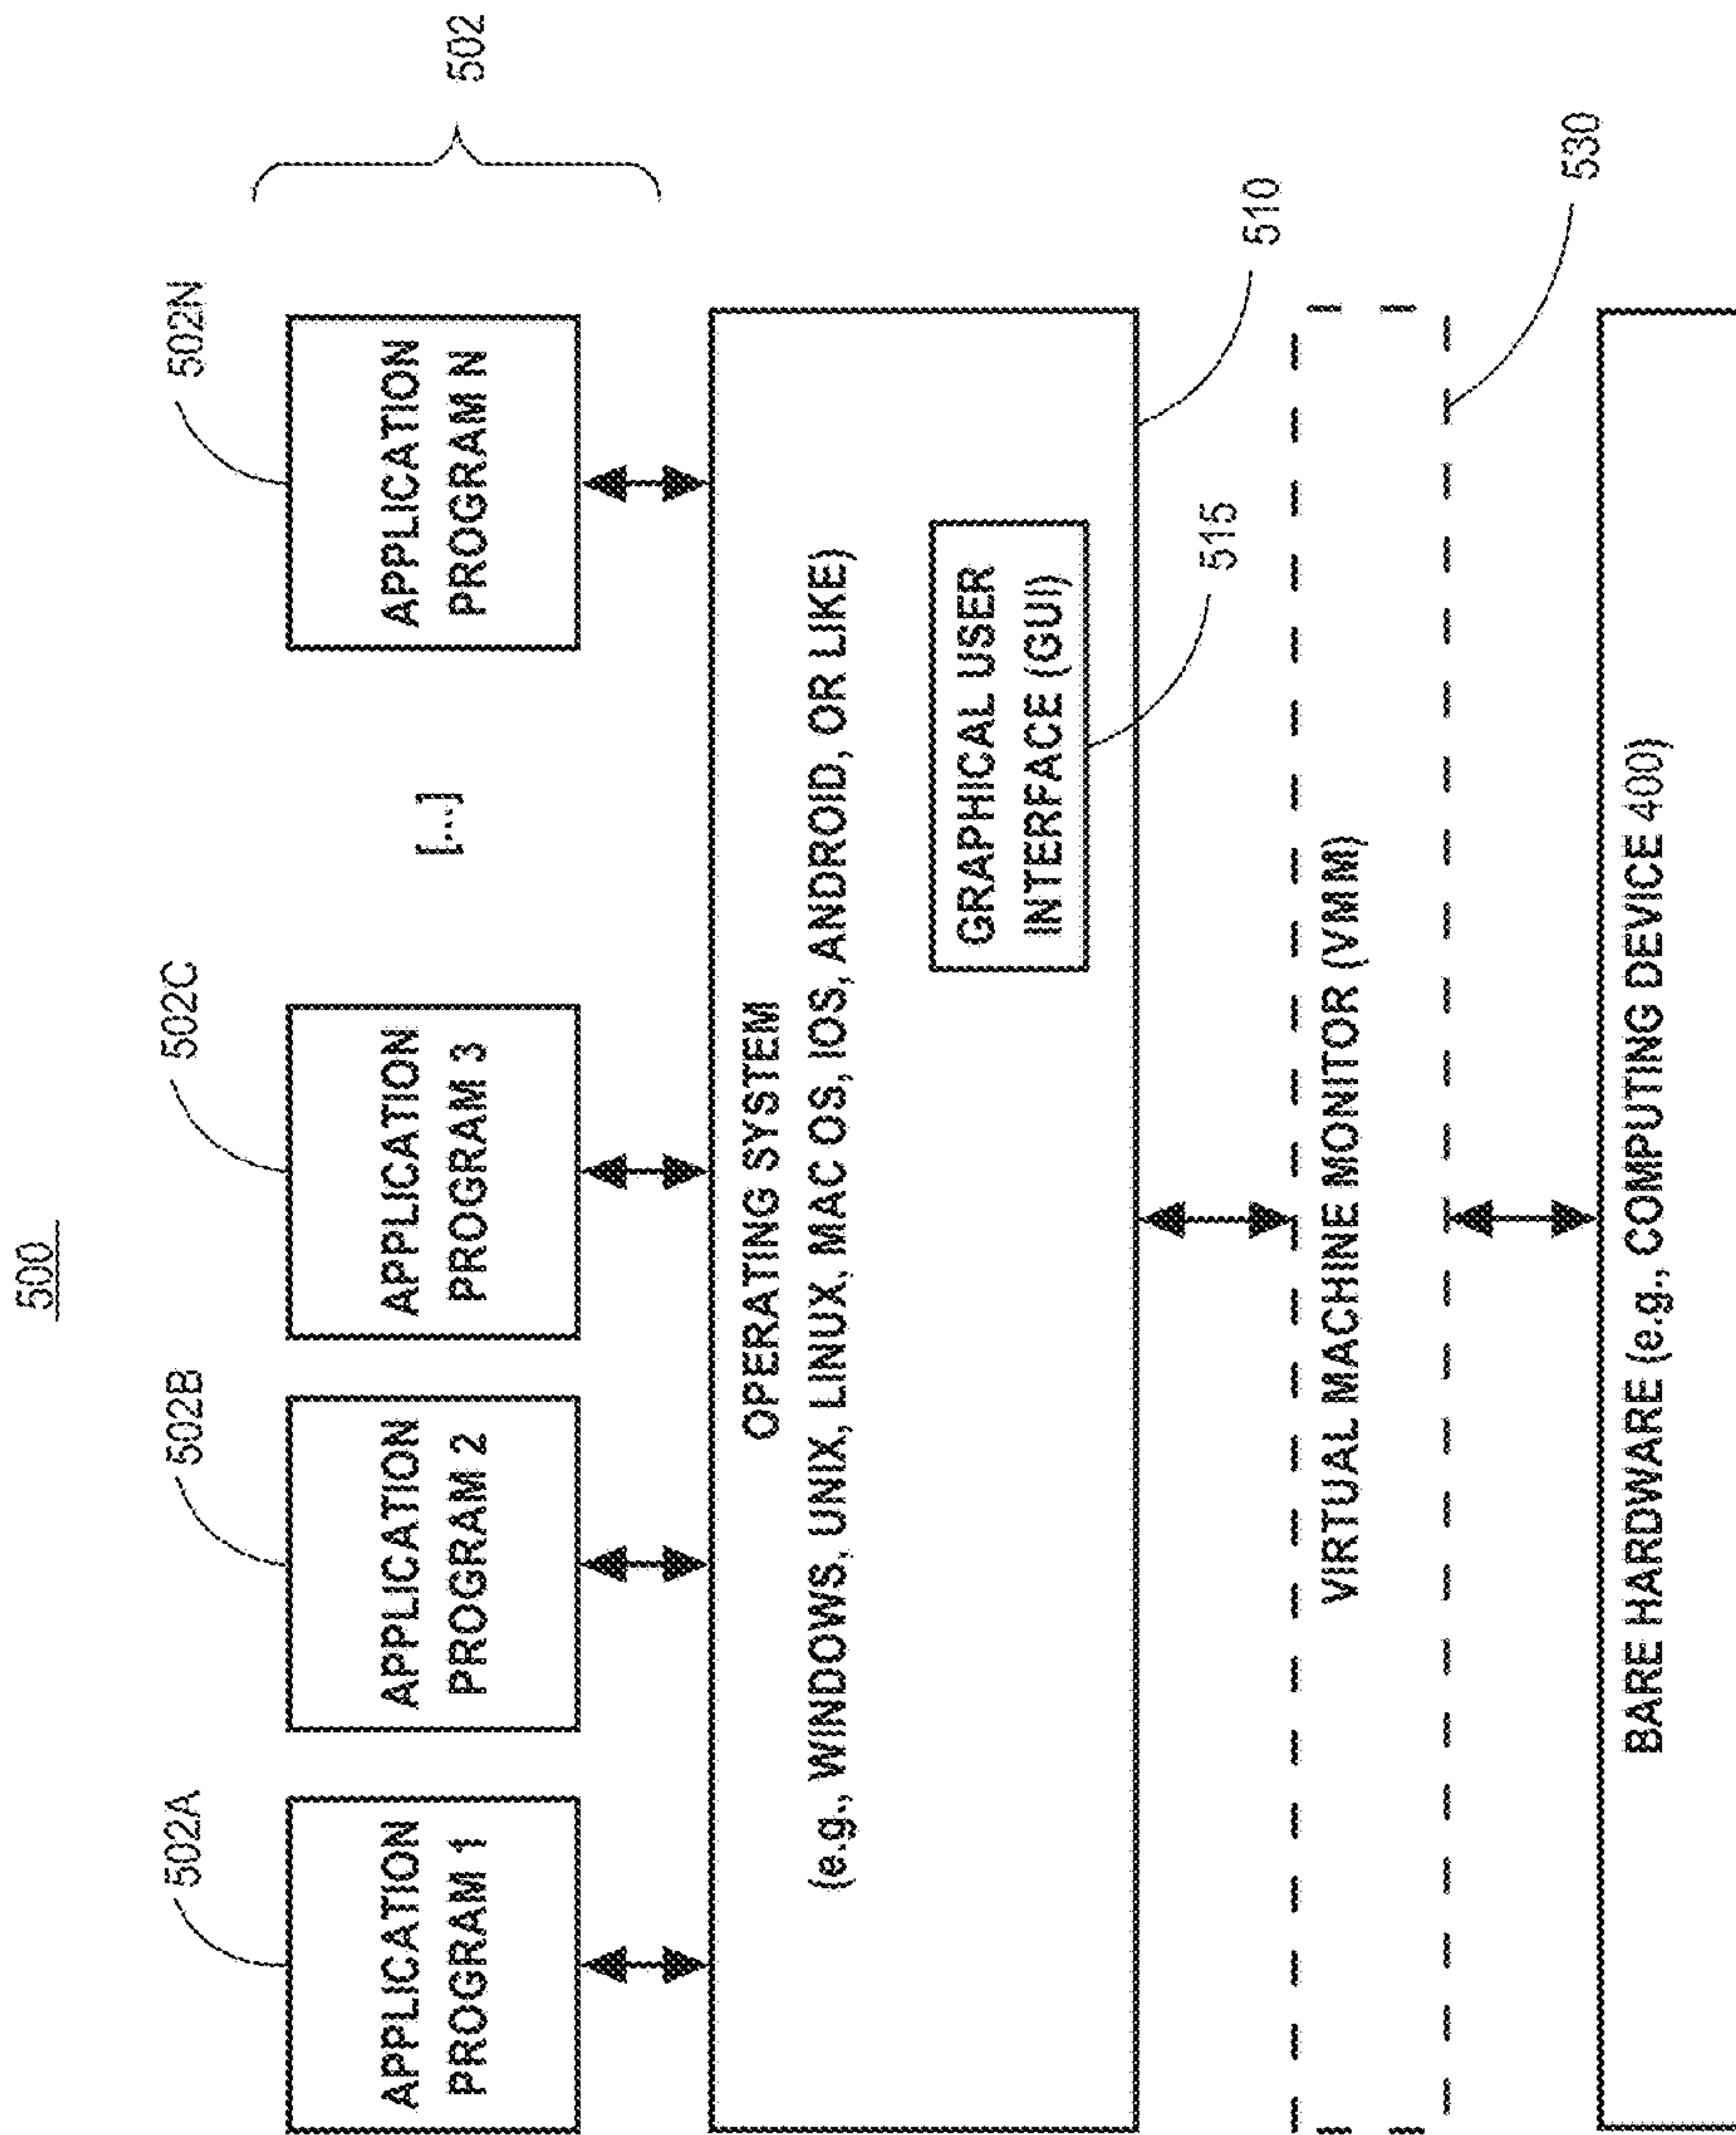 500
502A
502B
502C
502N
502
APPLICATION
PROGRAM 1
APPLICATION
PROGRAM 2
APPLICATION
PROGRAM 3
[...]
APPLICATION
PROGRAM N
OPERATING SYSTEM
(e.g., WINDOWS, UNIX, LINUX, MAC OS, IOS, ANDROID, OR LIKE)
GRAPHICAL USER
INTERFACE (GUI)
510
515
VIRTUAL MACHINE MONITOR (VMM)
530
BARE HARDWARE (e.g., COMPUTING DEVICE 400)